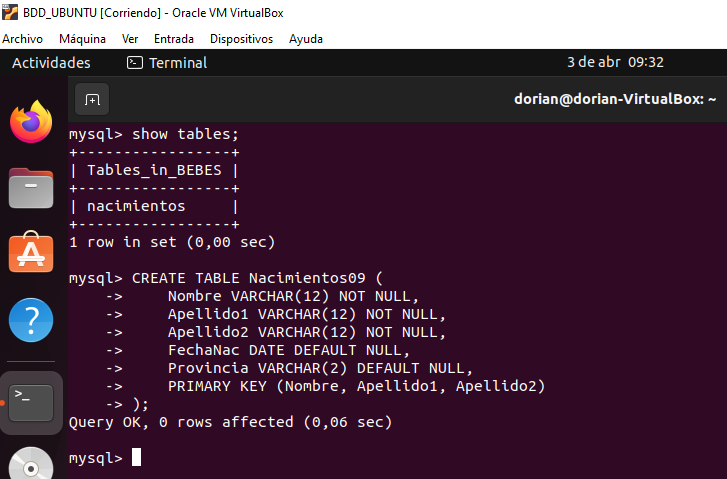 BDD_UBUNTU [Corriendo] - Oracle VM VirtualBox
Archivo Máquina Ver Entrada Dispositivos Ayuda
Actividades Terminal 3 de abr 09:32
dorian@dorian-VirtualBox: ~
mysql> show tables;
+-----------------+
| Tables_in_BEBES |
+-----------------+
| nacimientos     |
+-----------------+
1 row in set (0,00 sec)
mysql> CREATE TABLE Nacimientos09 (
    ->     Nombre VARCHAR(12) NOT NULL,
    ->     Apellido1 VARCHAR(12) NOT NULL,
    ->     Apellido2 VARCHAR(12) NOT NULL,
    ->     FechaNac DATE DEFAULT NULL,
    ->     Provincia VARCHAR(2) DEFAULT NULL,
    ->     PRIMARY KEY (Nombre, Apellido1, Apellido2)
    -> );
Query OK, 0 rows affected (0,06 sec)
mysql>